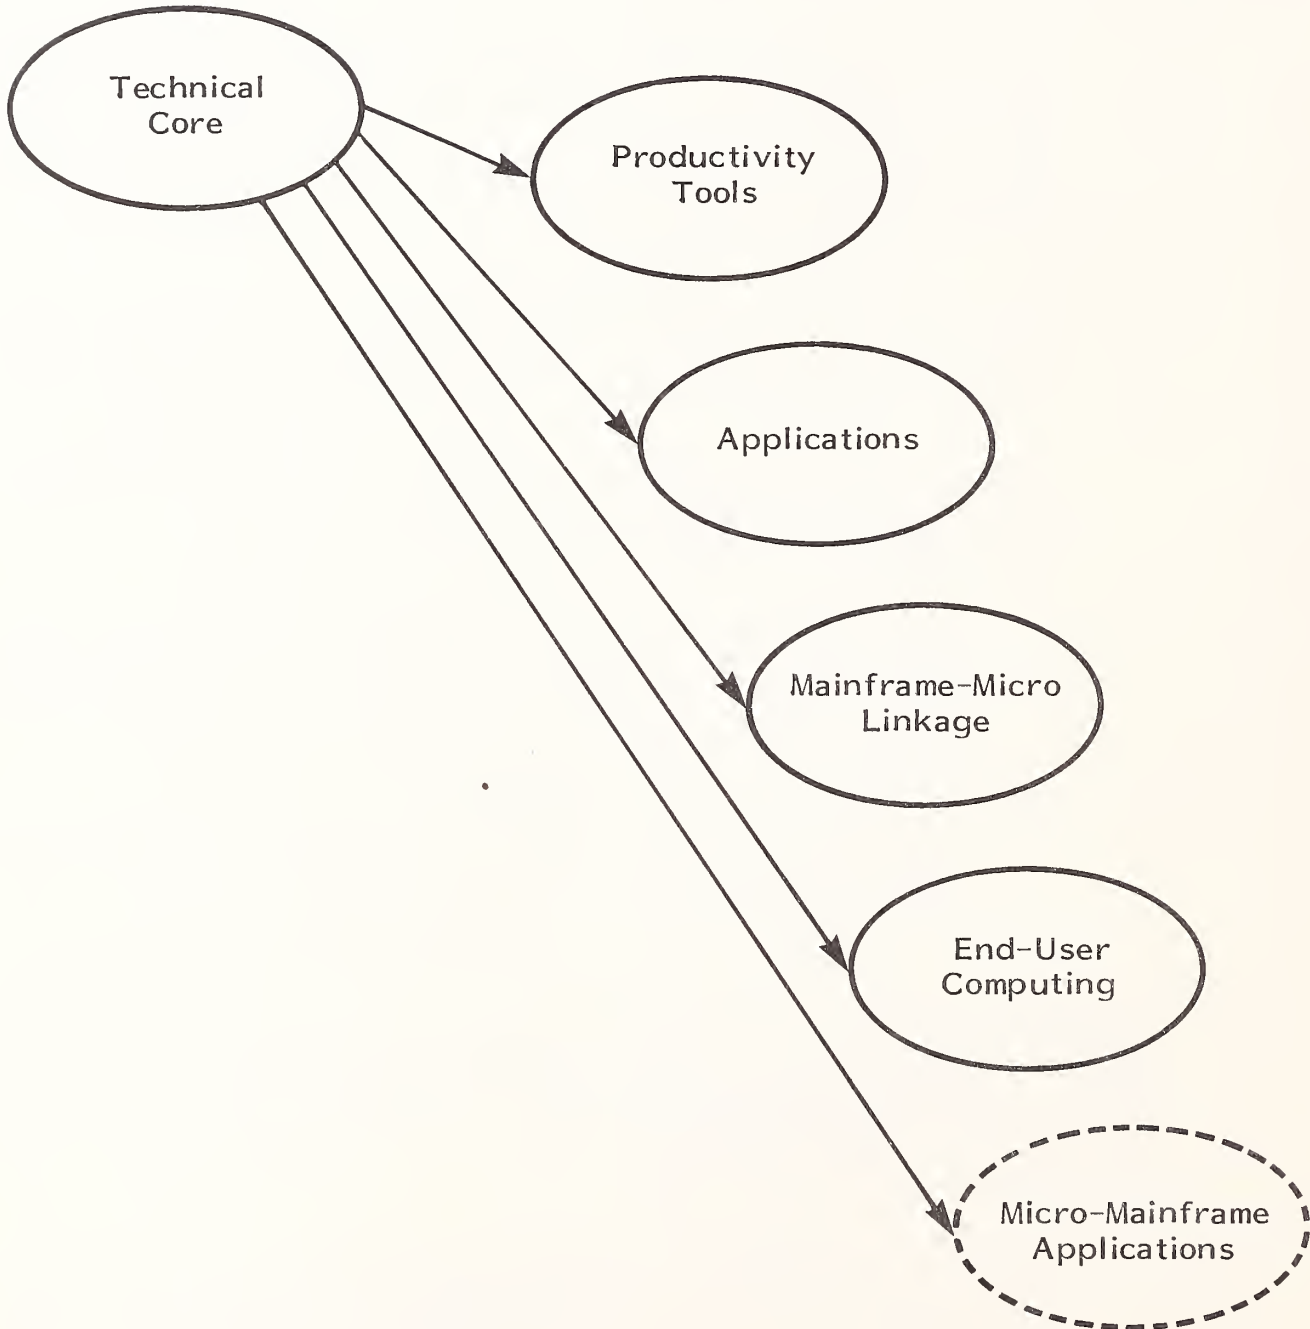 Technical
Core
Productivity
Tools
Applications
Mainframe-Micro
Linkage
End-User
Computing
Micro-Mainframe
Applications